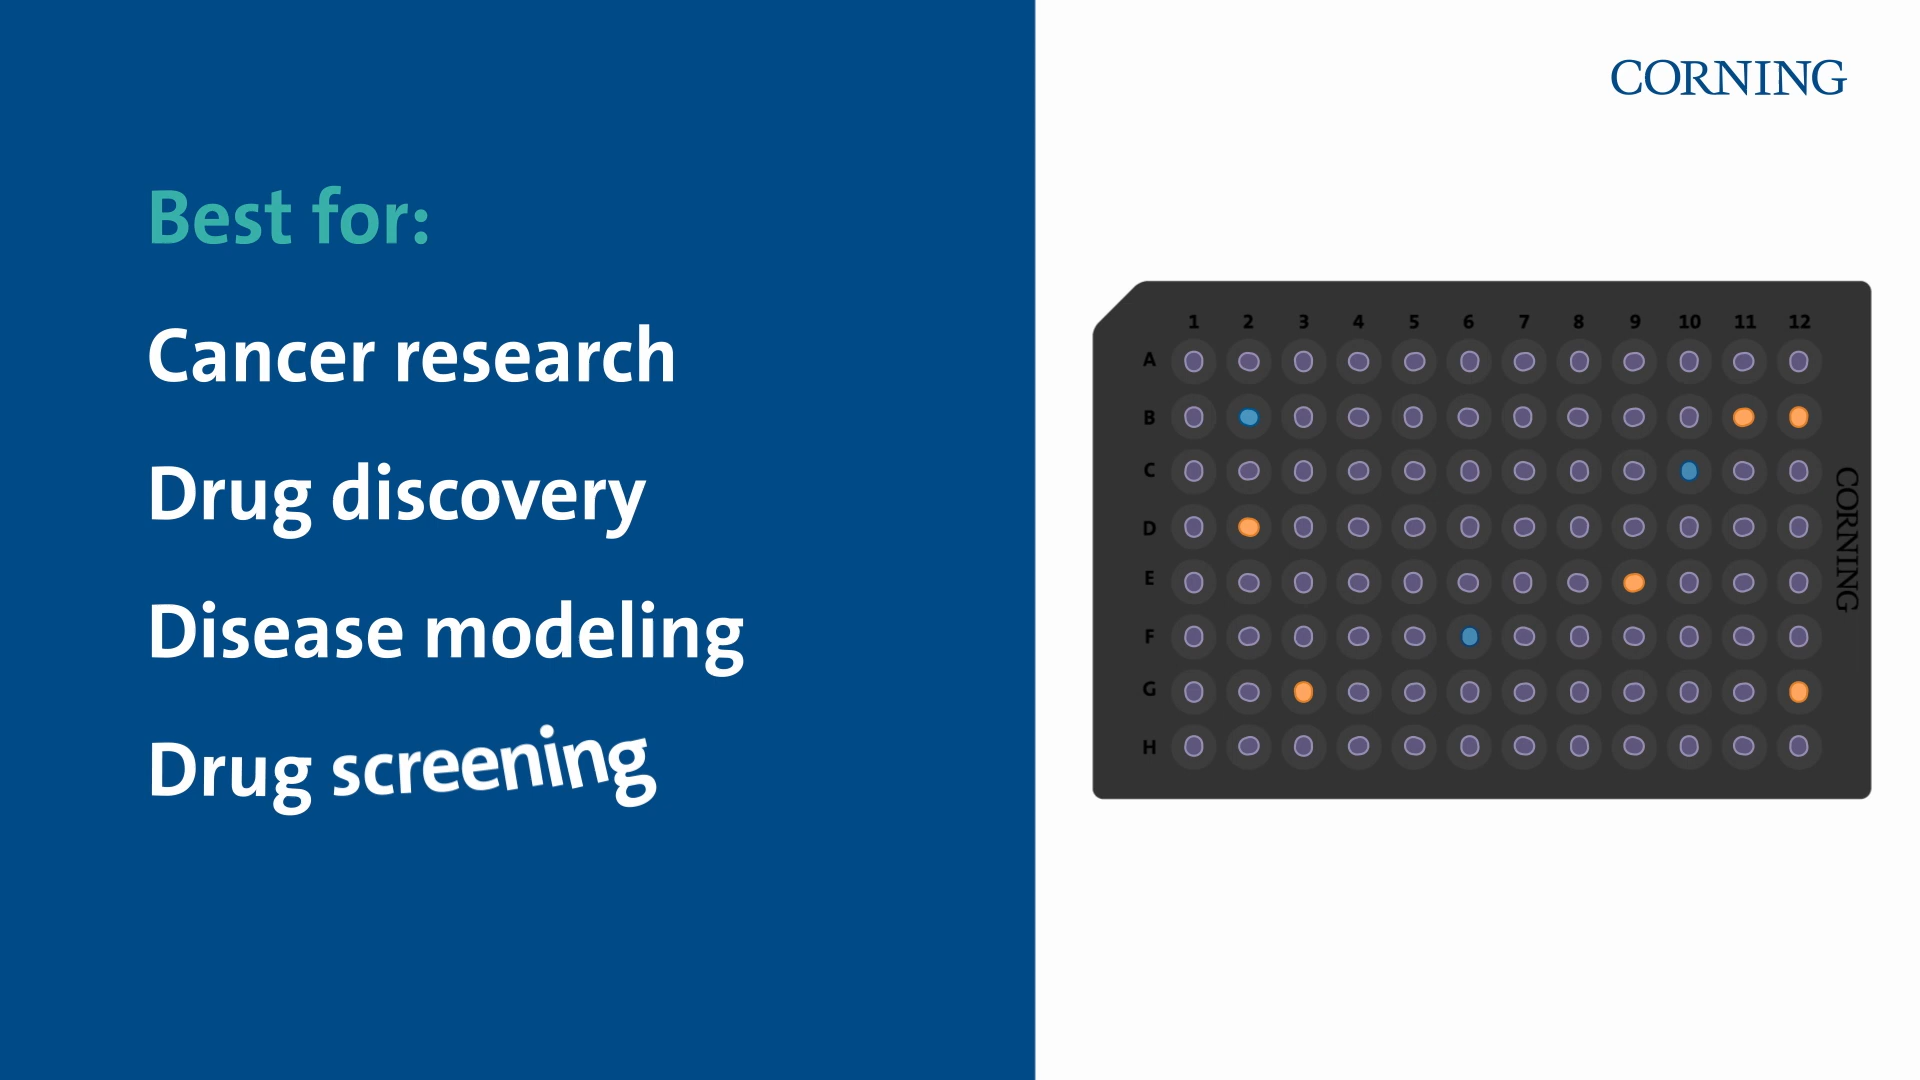 CORNING
Best for:
Cancer research
Drug discovery
Disease modeling
Drug screening
1 2 3 4 5 6 7 8 9 10 11 12
A
B
C
D
E
F
G
H
CORNING